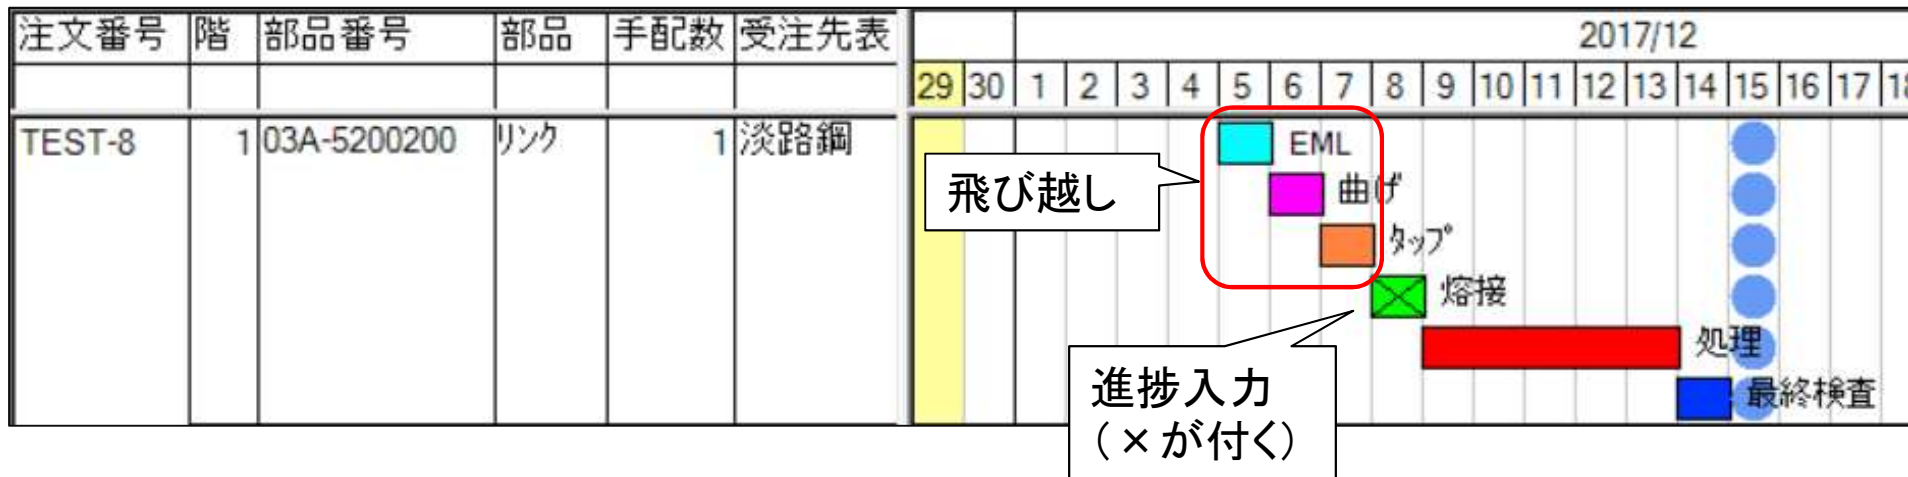 注文番号 階 部品番号 部品 手配数 受注先表 2017/12
29 30 1 2 3 4 5 6 7 8 9 10 11 12 13 14 15 16 17 18
TEST-8 1 03A-5200200 リンク 1 淡路鋼 EML
飛び越し 曲げ
タップ
熔接
処理
進捗入力
(×が付く)
最終検査